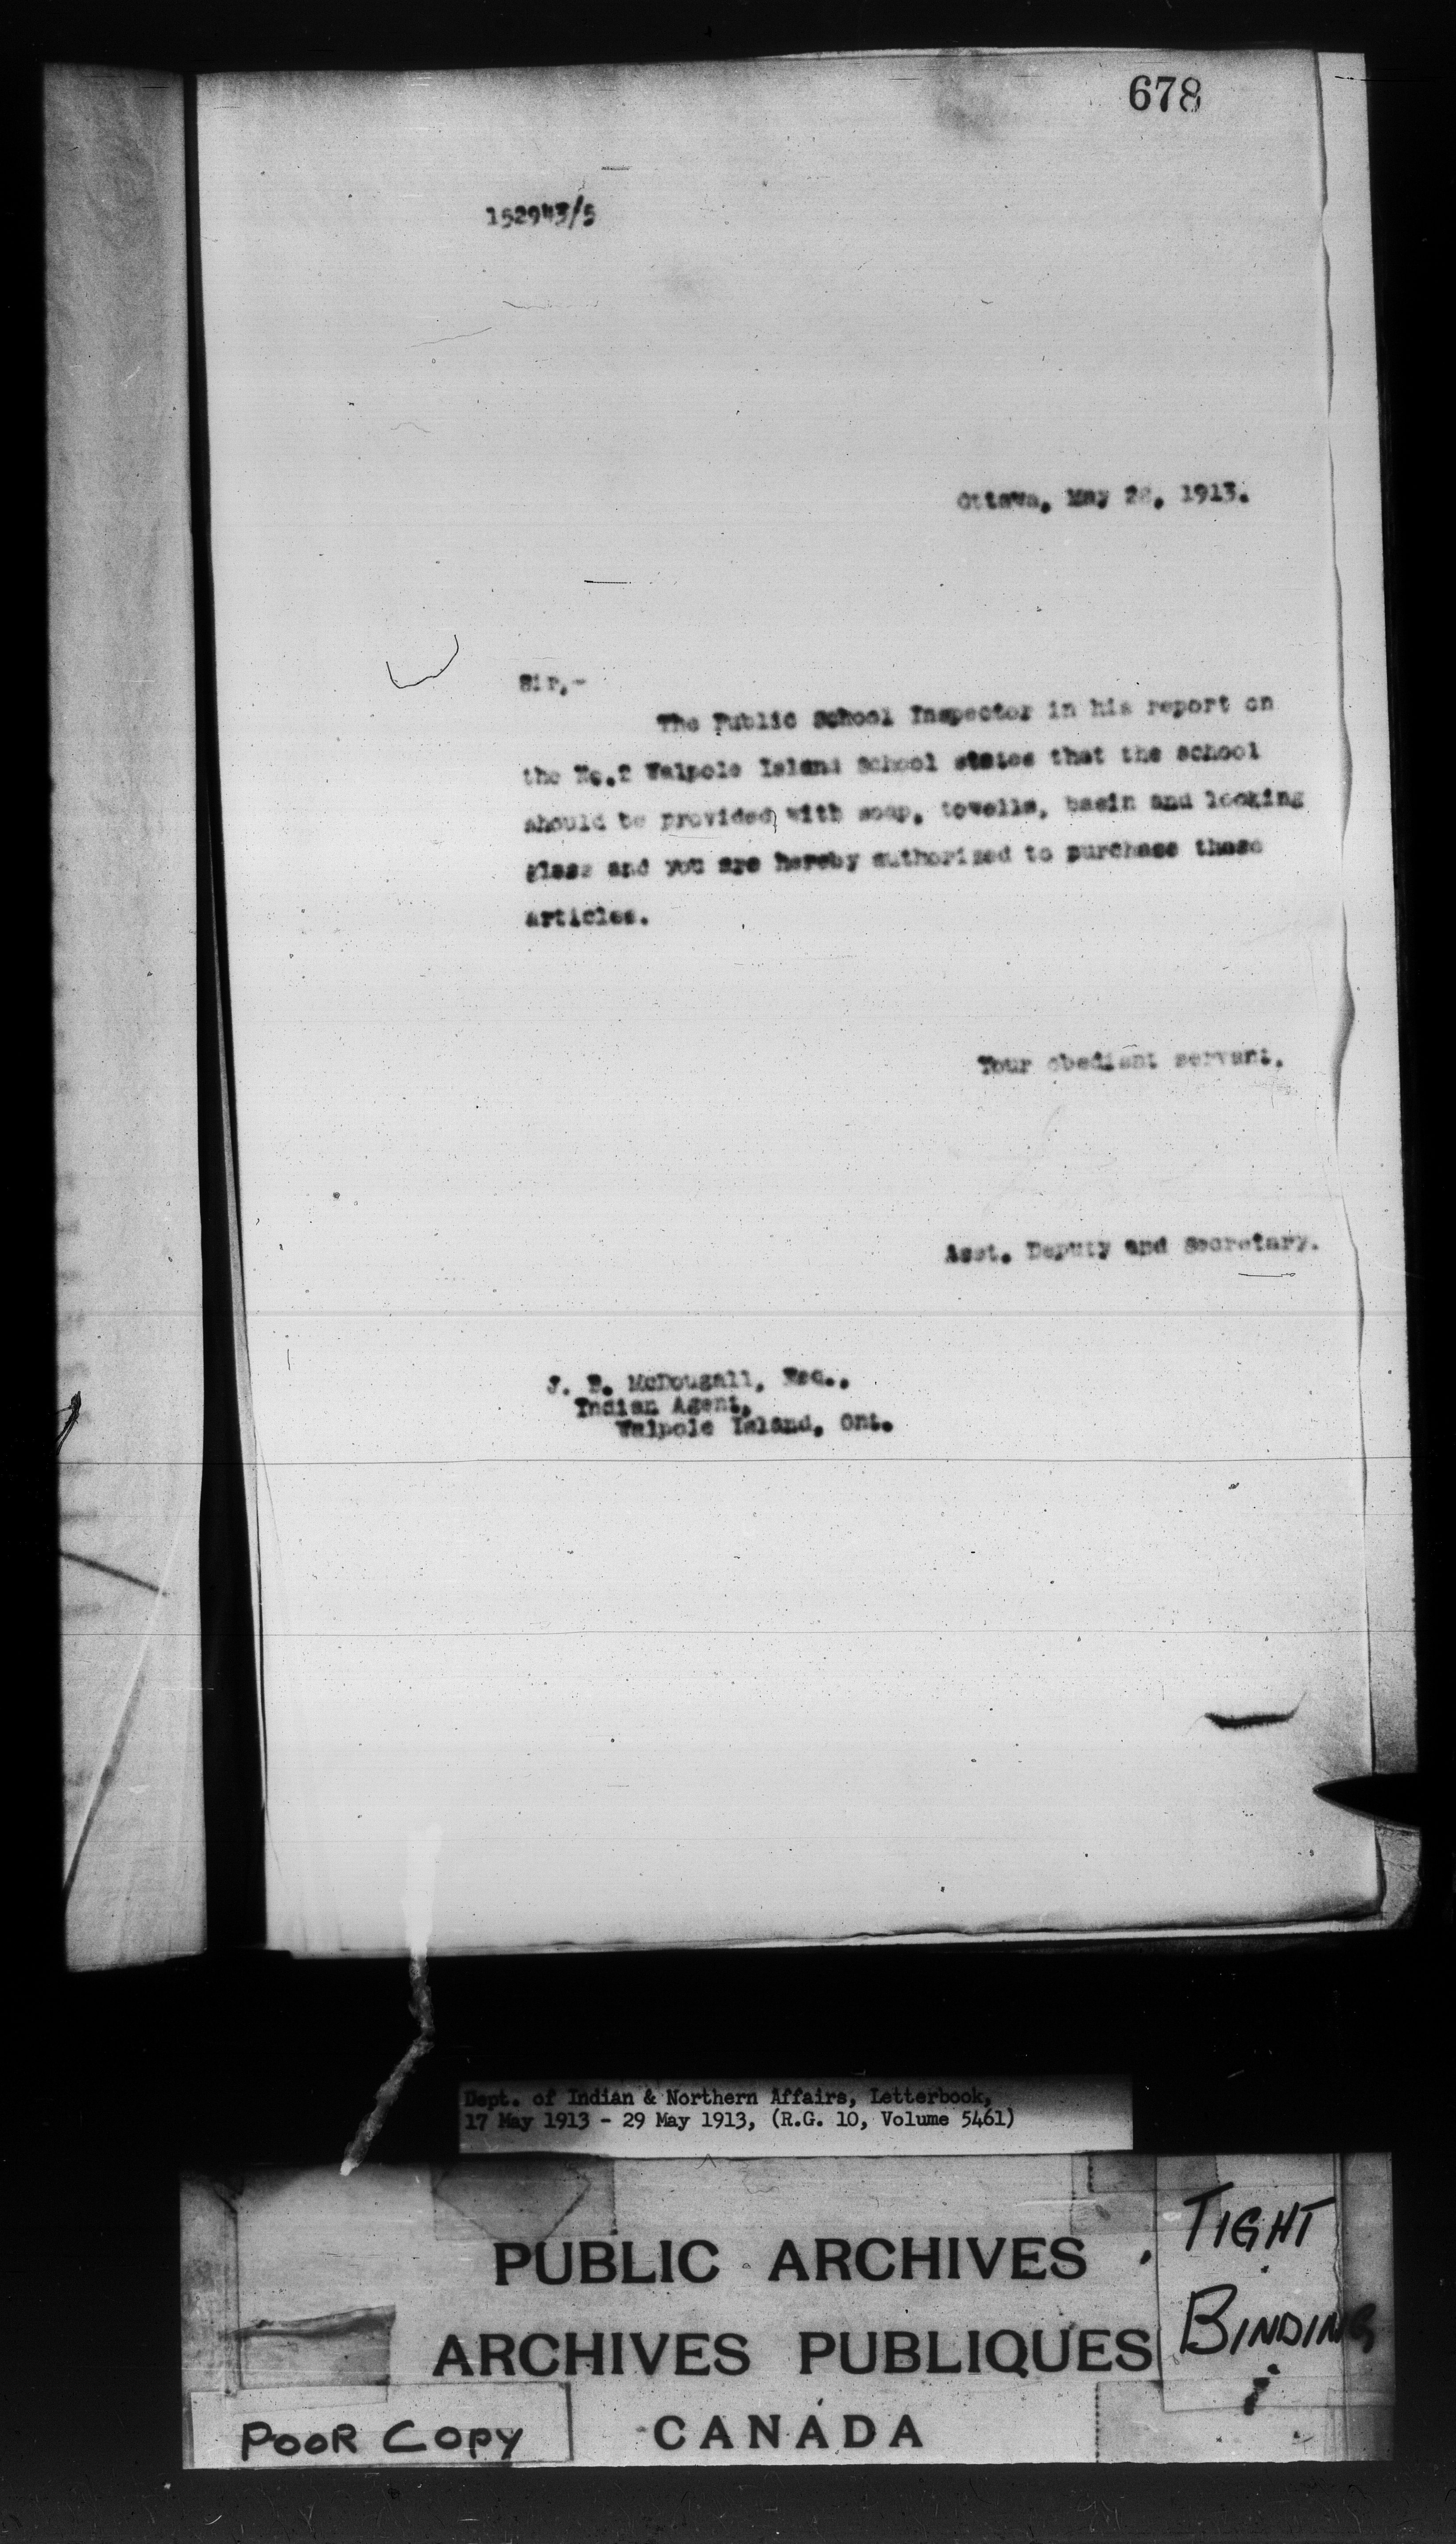 678
152943/5
Ottawa, May 28, 1913.
Sir,-
The Public School Inspector in his report on
the No.2 Walpole Island School states that the school
should be provided with soap, towells, basin and looking
glass and you are hereby authorized to purchase these
articles.
Your obedient servant.
Asst. Deputy and Secretary.
J. B. McDougall, Esq.,
Indian Agent,
Walpole Island, Ont.
Dept. of Indian & Northern Affairs, Letterbook,
17 May 1913 - 29 May 1913, (R.G. 10, Volume 5461)
PUBLIC ARCHIVES
ARCHIVES PUBLIQUES
CANADA
TIGHT
BINDING
POOR COPY